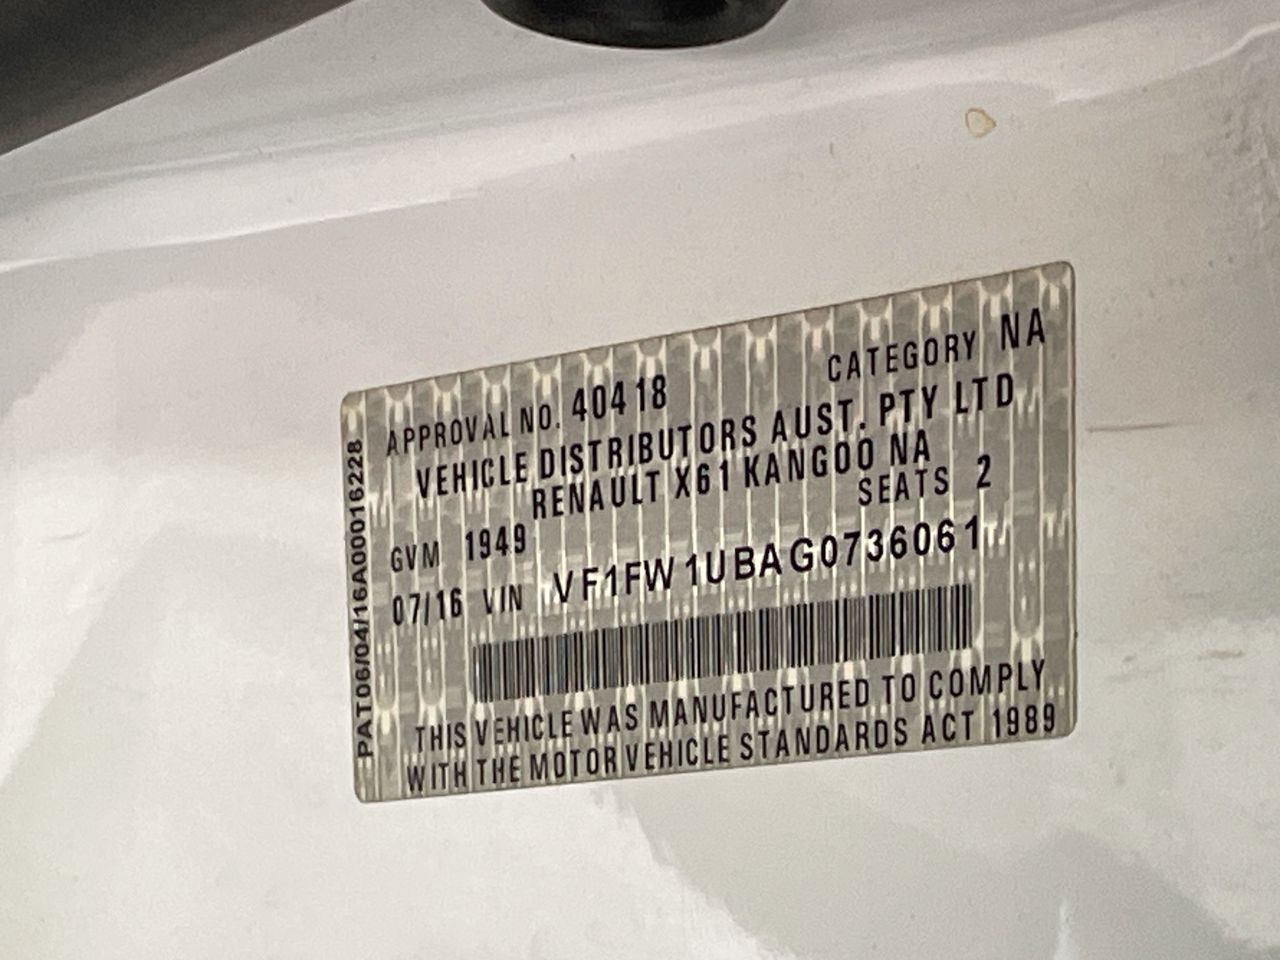 APPROVAL NO. 40418 CATEGORY NA
VEHICLE DISTRIBUTORS AUST. PTY LTD
RENAULT X61 KANGOO NA
SEATS 2
GVM 1949
07/16 VIN VF1FW1UBAG0736061
THIS VEHICLE WAS MANUFACTURED TO COMPLY
WITH THE MOTOR VEHICLE STANDARDS ACT 1989
PAT06/04/16A00016228